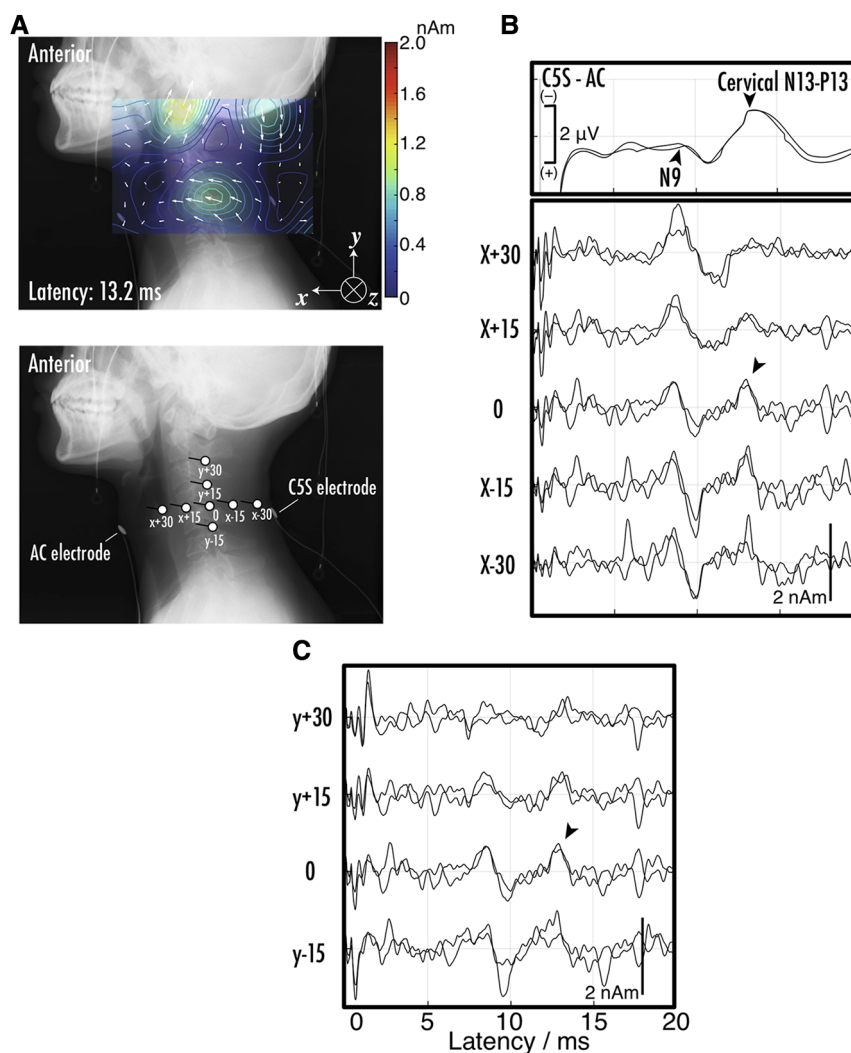 A
Anterior
nAm
2.0
1.6
1.2
0.8
0.4
0
Latency: 13.2 ms
y
x
z
Anterior
y+30
y+15
C5S electrode
x+30
x+15
0
x-15
x-30
y-15
AC electrode
B
C5S - AC
Cervical N13-P13
(−)
2 μV
(+)
N9
X+30
X+15
0
X-15
X-30
2 nAm
C
y+30
y+15
0
y-15
2 nAm
0
5
10
15
20
Latency / ms